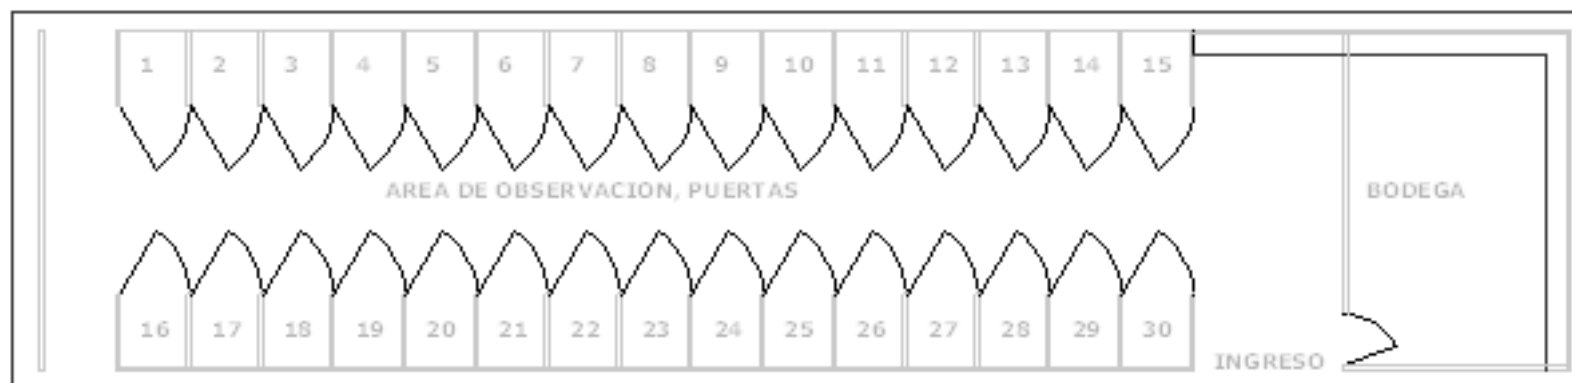 1 2 3 4 5 6 7 8 9 10 11 12 13 14 15
AREA DE OBSERVACION, PUERTAS
BODEGA
16 17 18 19 20 21 22 23 24 25 26 27 28 29 30
INGRESO